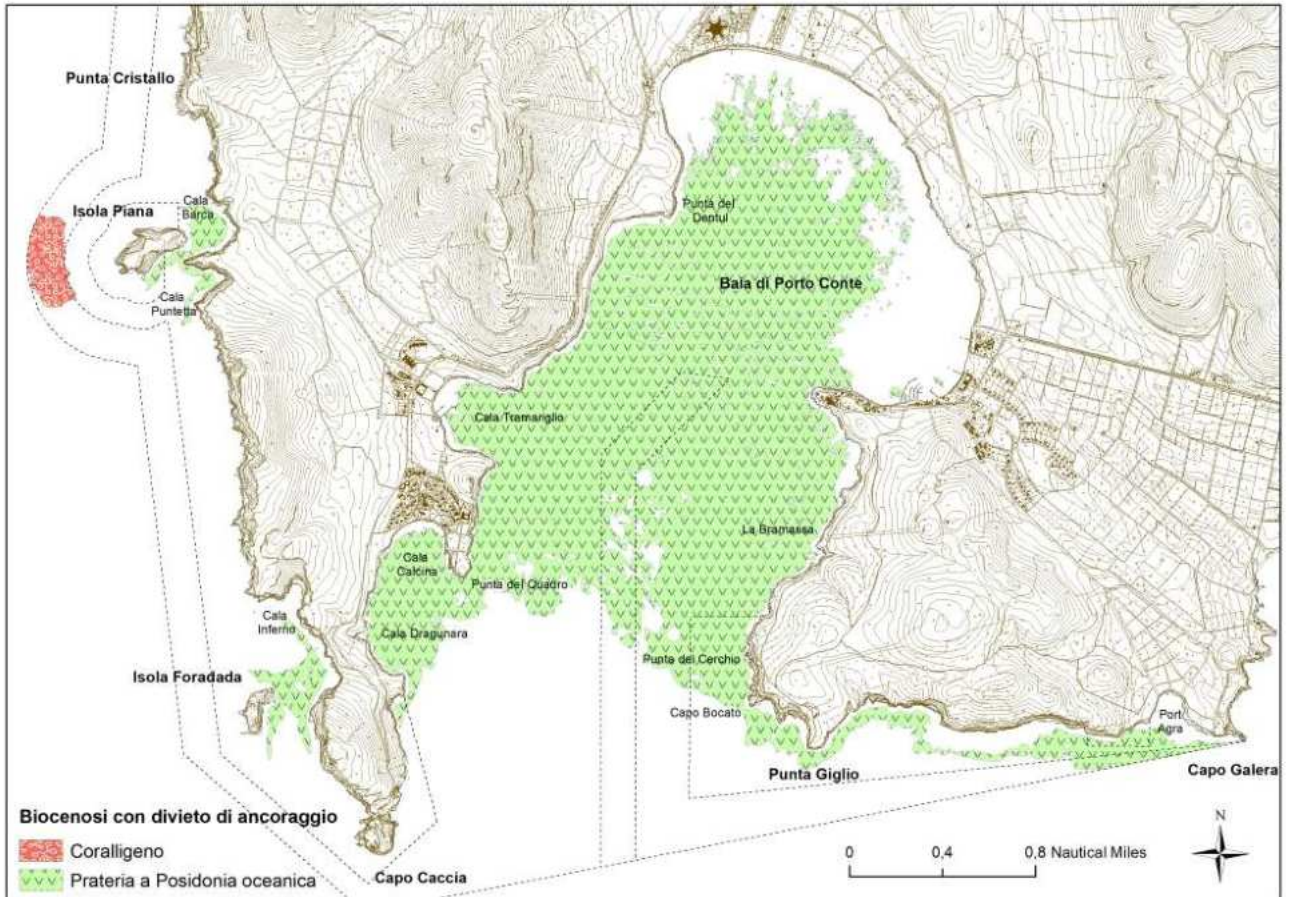 Punta Cristallo
Isola Piana
Cala
Barca
Cala
Puntetta
Punta del
Dentul
Baia di Porto Conte
Cala Tramariglio
La Bramassa
Cala
Calcina
Punta del Quadro
Cala
Inferno
Cala Dragunara
Punta del Cerchio
Isola Foradada
Capo Bocato
Port
Agra
Punta Giglio
Capo Galera
Biocenosi con divieto di ancoraggio
Coralligeno
Prateria a Posidonia oceanica
Capo Caccia
0 0,4 0,8 Nautical Miles
N